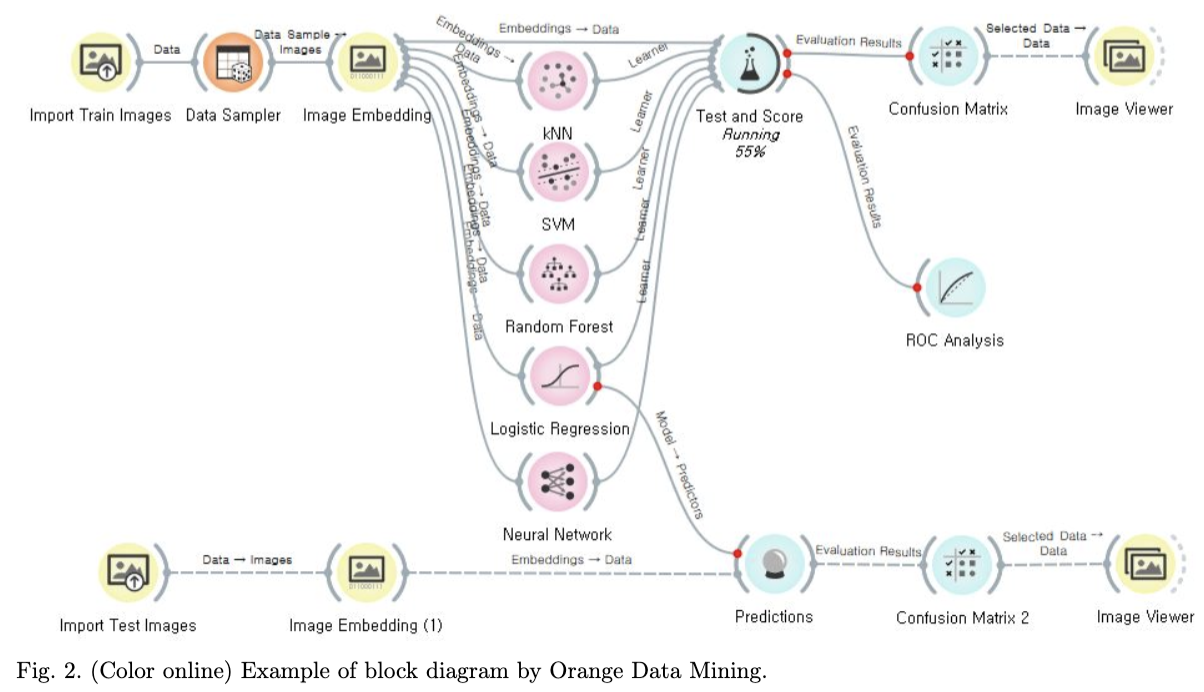 Data
Data Sample →
Images
Import Train Images
Data Sampler
Image Embedding
011000111
Embeddings → Data
Embeddings →
Data
Embeddings → Data
Embeddings → Data
Embeddings → Data
Embeddings → Data
kNN
SVM
Random Forest
Logistic Regression
Neural Network
Learner
Learner
Learner
Learner
Learner
Test and Score
Running
55%
Evaluation Results
Confusion Matrix
Selected Data →
Data
Image Viewer
Evaluation Results
ROC Analysis
Model → Predictors
Import Test Images
Data → Images
Image Embedding (1)
011000111
Embeddings → Data
Predictions
Evaluation Results
Confusion Matrix 2
Selected Data →
Data
Image Viewer
Fig. 2. (Color online) Example of block diagram by Orange Data Mining.